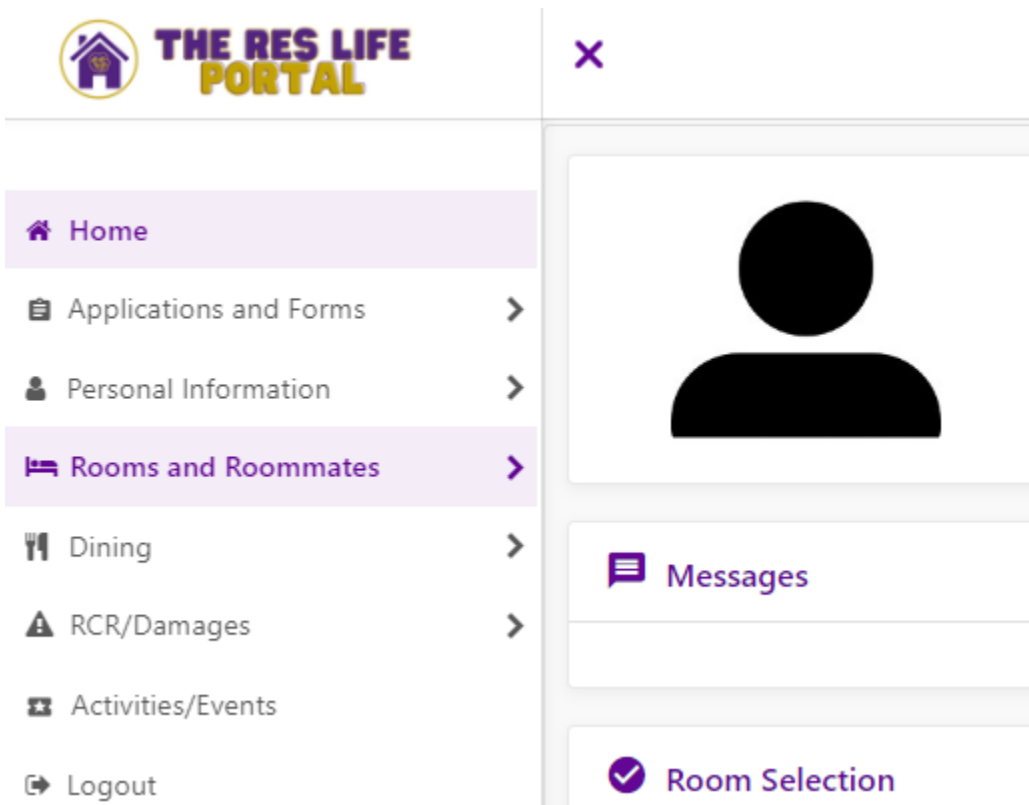 THE RES LIFE
PORTAL
Home
Applications and Forms
Personal Information
Rooms and Roommates
Dining
RCR/Damages
Activities/Events
Logout
Messages
Room Selection